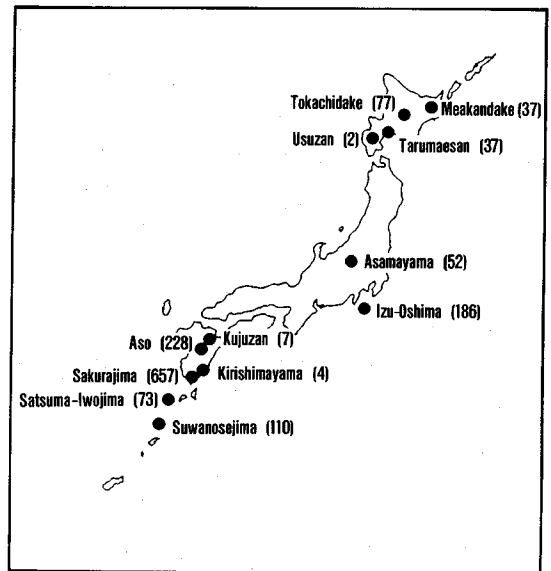 Tokachidake (77)
Meakandake (37)
Usuzan (2)
Tarumaesan (37)
Asamayama (52)
Izu-Oshima (186)
Aso (228)
Kujuzan (7)
Sakurajima (657)
Kirishimayama (4)
Satsuma-Iwojima (73)
Suwanosejima (110)